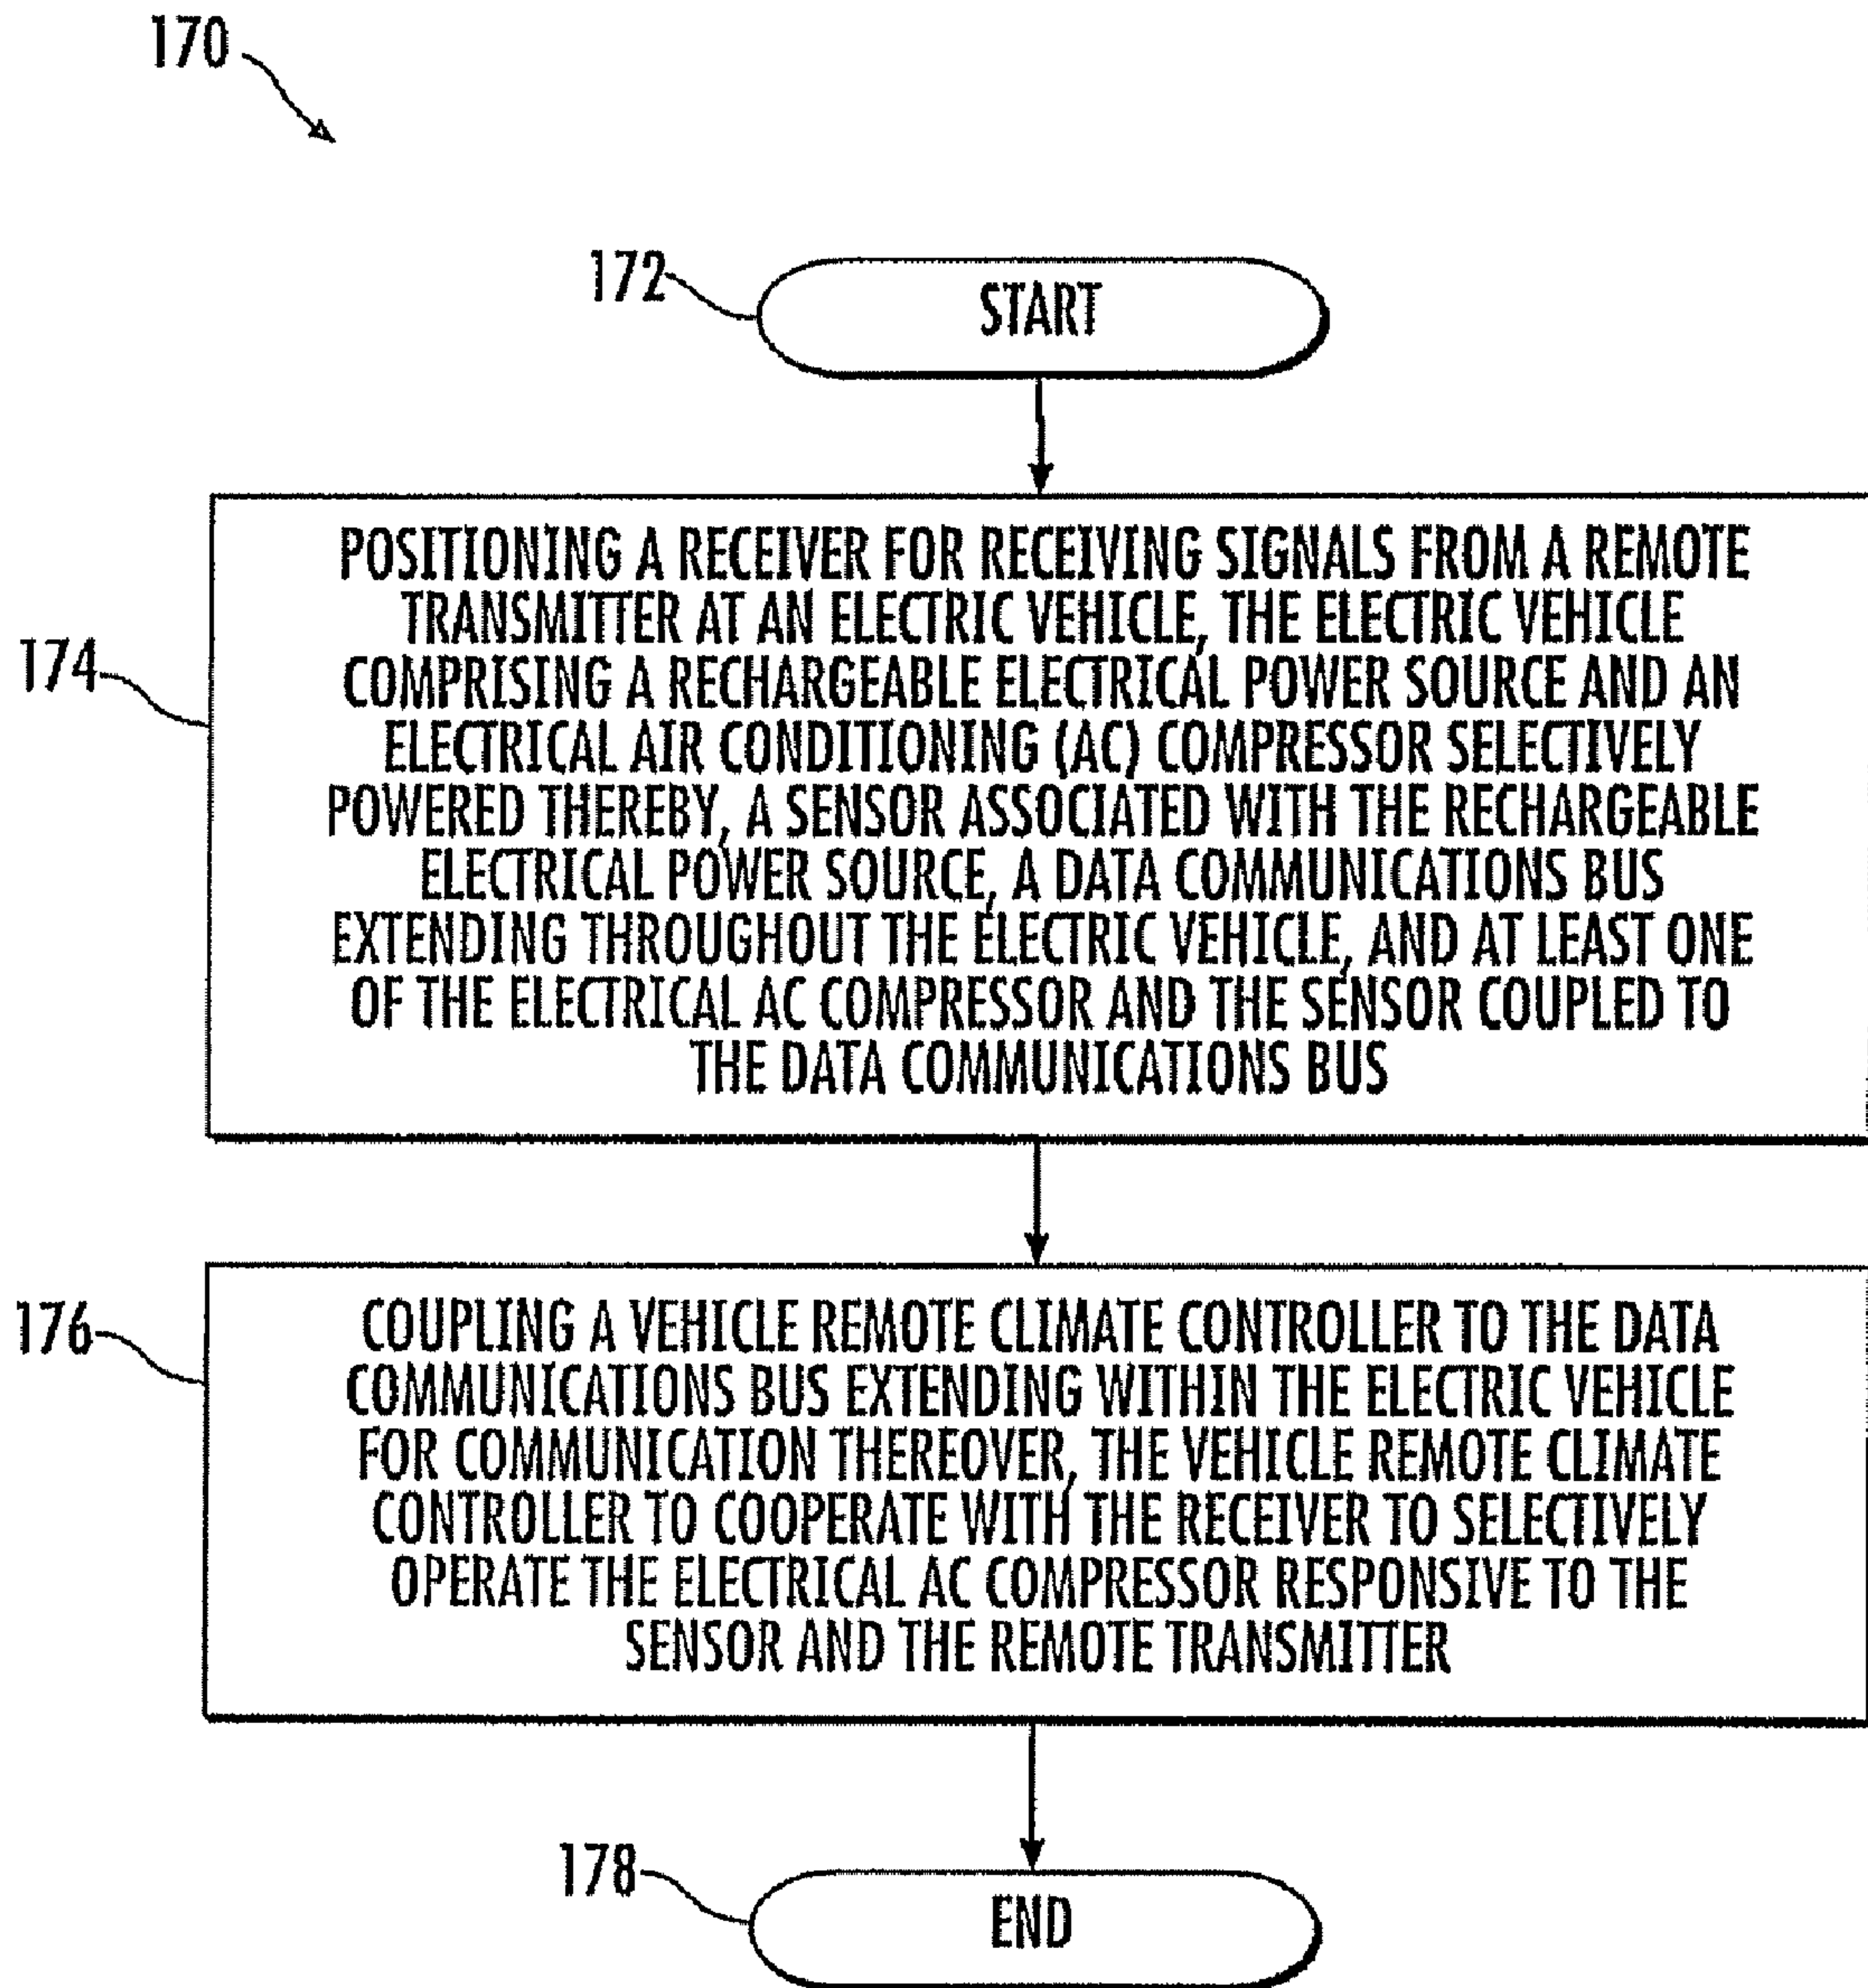 170
172
START
174
POSITIONING A RECEIVER FOR RECEIVING SIGNALS FROM A REMOTE
TRANSMITTER AT AN ELECTRIC VEHICLE, THE ELECTRIC VEHICLE
COMPRISING A RECHARGEABLE ELECTRICAL POWER SOURCE AND AN
ELECTRICAL AIR CONDITIONING (AC) COMPRESSOR SELECTIVELY
POWERED THEREBY, A SENSOR ASSOCIATED WITH THE RECHARGEABLE
ELECTRICAL POWER SOURCE, A DATA COMMUNICATIONS BUS
EXTENDING THROUGHOUT THE ELECTRIC VEHICLE, AND AT LEAST ONE
OF THE ELECTRICAL AC COMPRESSOR AND THE SENSOR COUPLED TO
THE DATA COMMUNICATIONS BUS
176
COUPLING A VEHICLE REMOTE CLIMATE CONTROLLER TO THE DATA
COMMUNICATIONS BUS EXTENDING WITHIN THE ELECTRIC VEHICLE
FOR COMMUNICATION THEREOVER, THE VEHICLE REMOTE CLIMATE
CONTROLLER TO COOPERATE WITH THE RECEIVER TO SELECTIVELY
OPERATE THE ELECTRICAL AC COMPRESSOR RESPONSIVE TO THE
SENSOR AND THE REMOTE TRANSMITTER
178
END